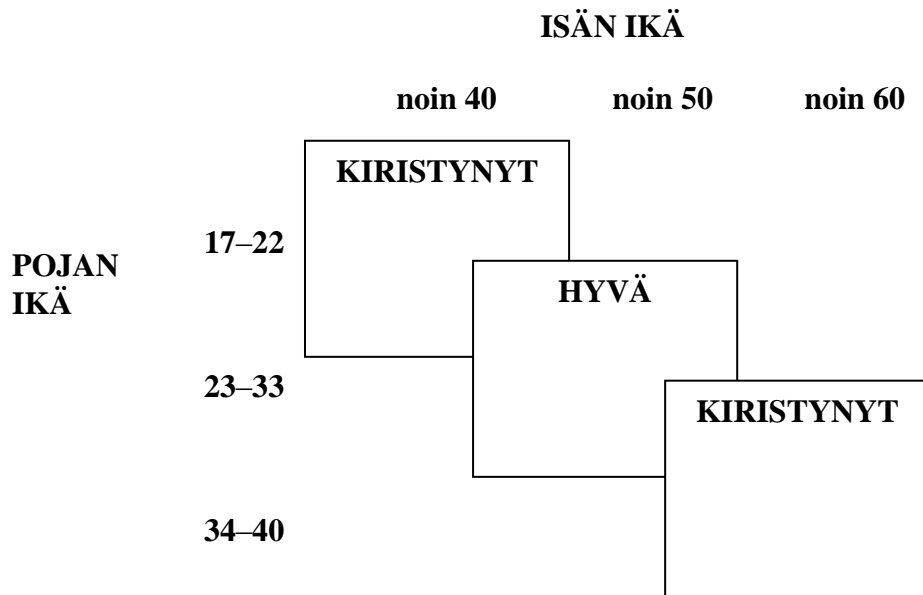 ISÄN IKÄ
noin 40 noin 50 noin 60
KIRISTYNYT
17–22
POJAN
IKÄ
HYVÄ
23–33
KIRISTYNYT
34–40